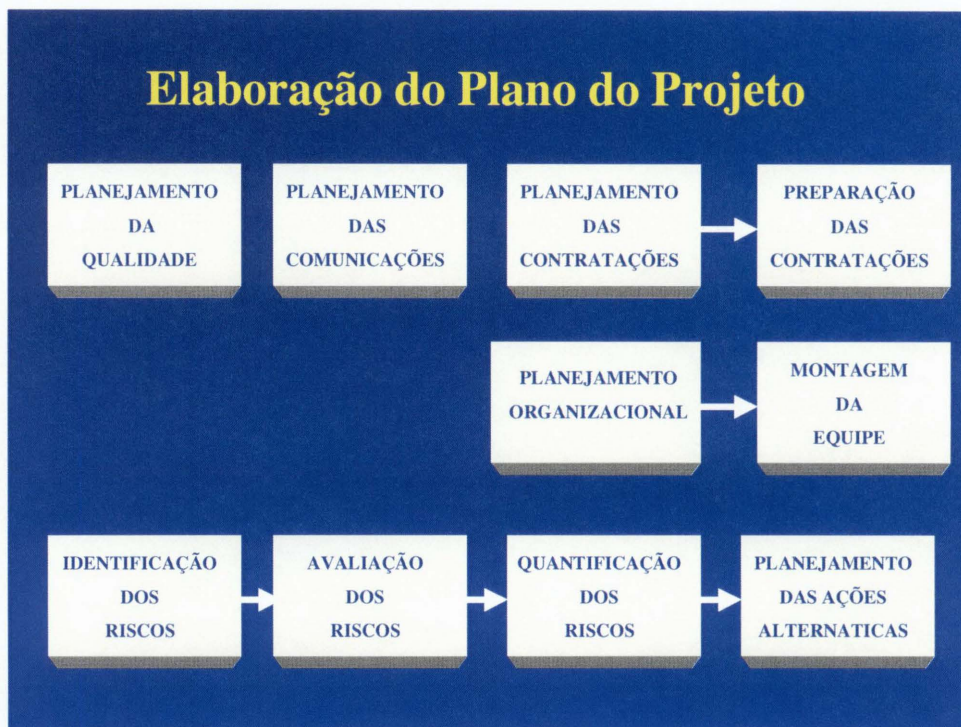 Elaboração do Plano do Projeto
PLANEJAMENTO
DA
QUALIDADE
PLANEJAMENTO
DAS
COMUNICAÇÕES
PLANEJAMENTO
DAS
CONTRATAÇÕES
PREPARAÇÃO
DAS
CONTRATAÇÕES
PLANEJAMENTO
ORGANIZACIONAL
MONTAGEM
DA
EQUIPE
IDENTIFICAÇÃO
DOS
RISCOS
AVALIAÇÃO
DOS
RISCOS
QUANTIFICAÇÃO
DOS
RISCOS
PLANEJAMENTO
DAS AÇÕES
ALTERNATICAS